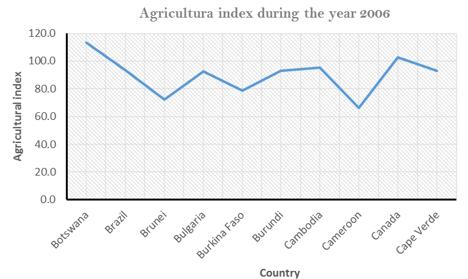 Agricultura index during the year 2006
120.0
100.0
80.0
60.0
40.0
20.0
0.0
Agricultural Index
Botswana
Brazil
Brunei
Bulgaria
Burkina Faso
Burundi
Cambodia
Cameroon
Canada
Cape Verde
Country